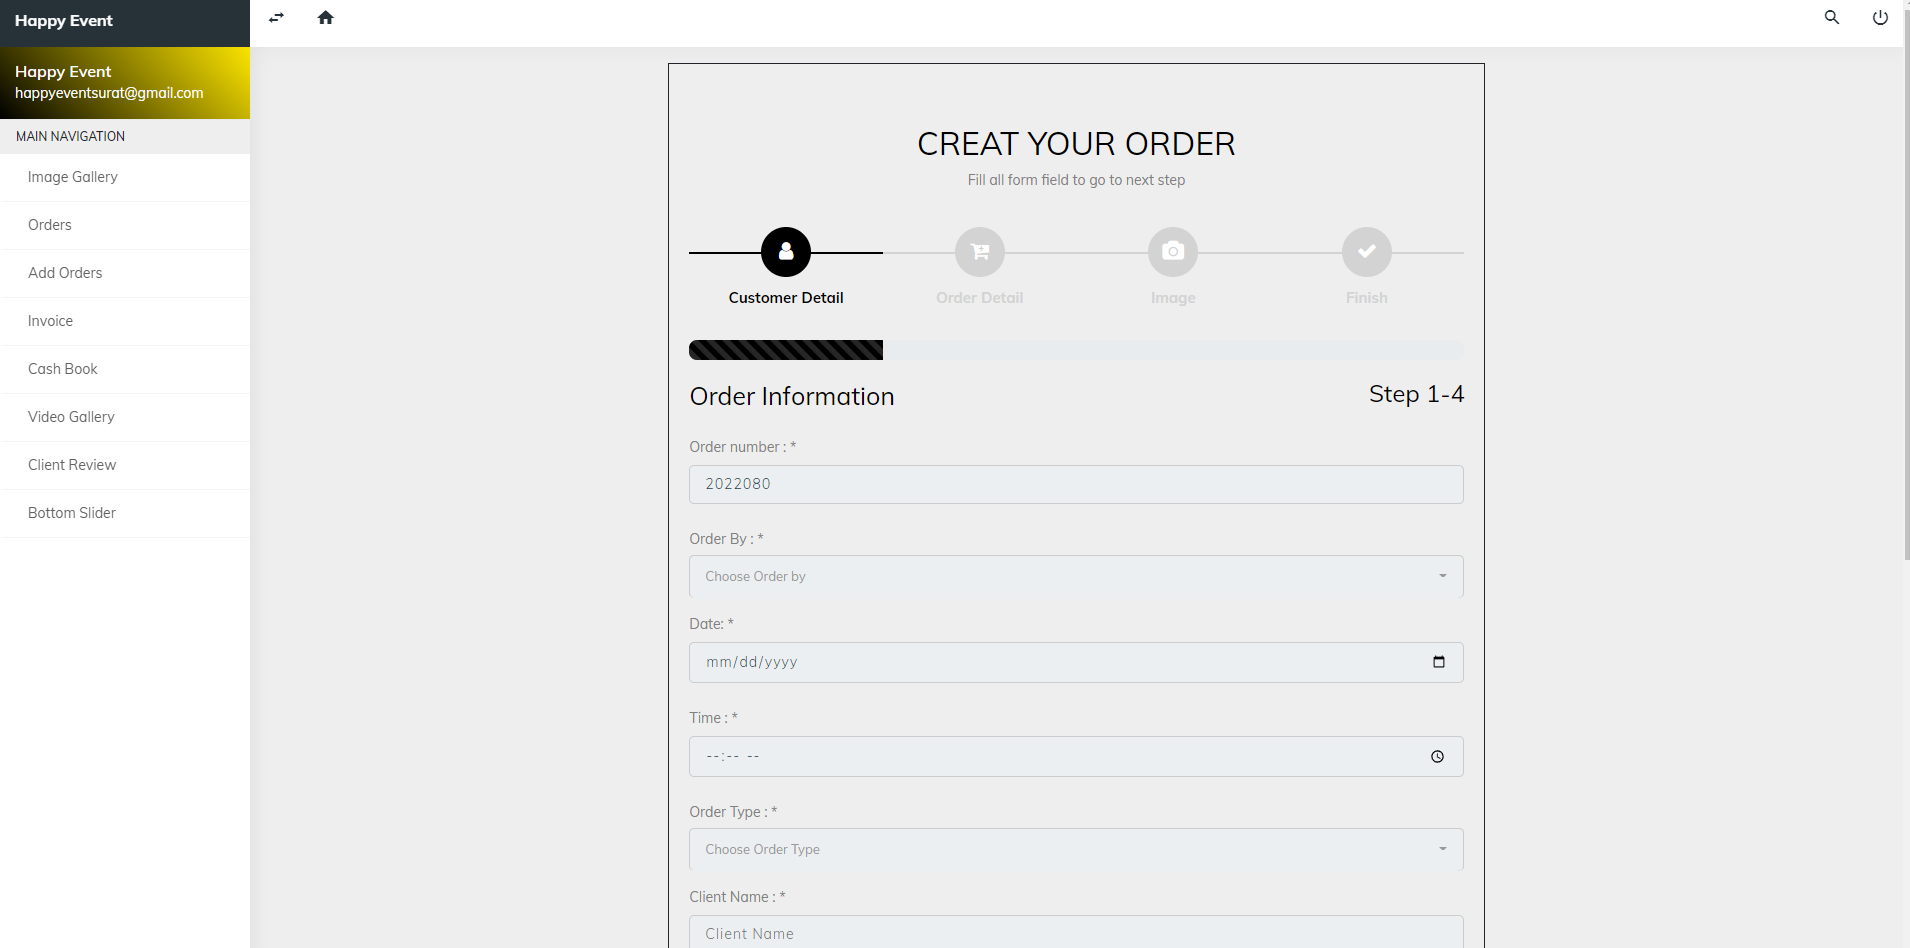 Happy Event
Happy Event
happyeventsurat@gmail.com
MAIN NAVIGATION
Image Gallery
Orders
Add Orders
Invoice
Cash Book
Video Gallery
Client Review
Bottom Slider
CREAT YOUR ORDER
Fill all form field to go to next step
Customer Detail
Order Detail
Image
Finish
Order Information
Step 1-4
Order number : *
2022080
Order By : *
Choose Order by
Date: *
mm/dd/yyyy
Time : *
--:-- --
Order Type : *
Choose Order Type
Client Name : *
Client Name